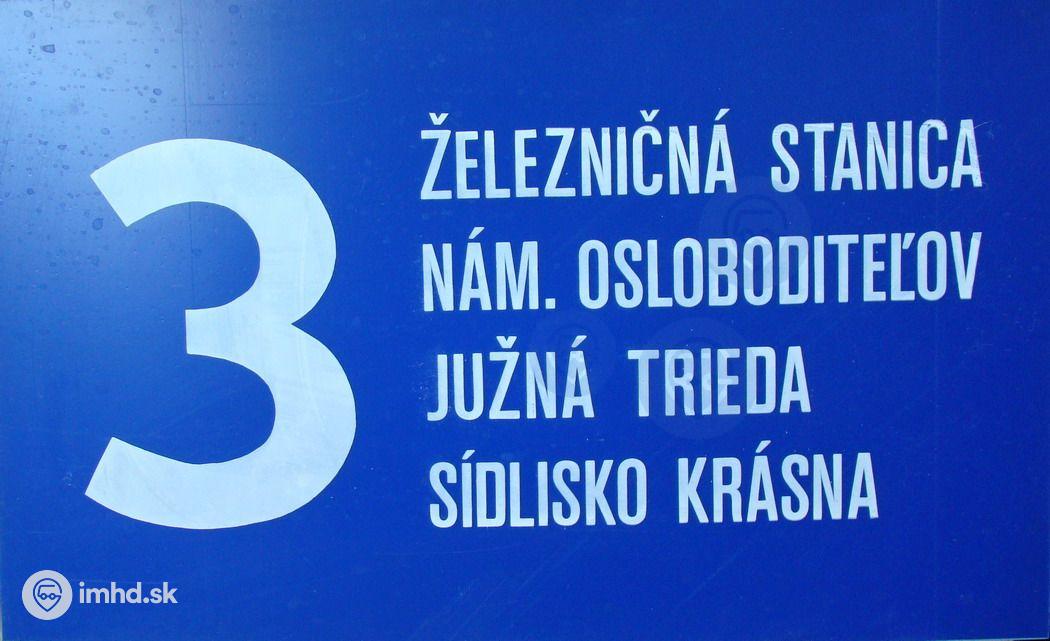 3
ŽELEZNIČNÁ STANICA
NÁM. OSLOBODITEĽOV
JUŽNÁ TRIEDA
SÍDLISKO KRÁSNA
imhd.sk